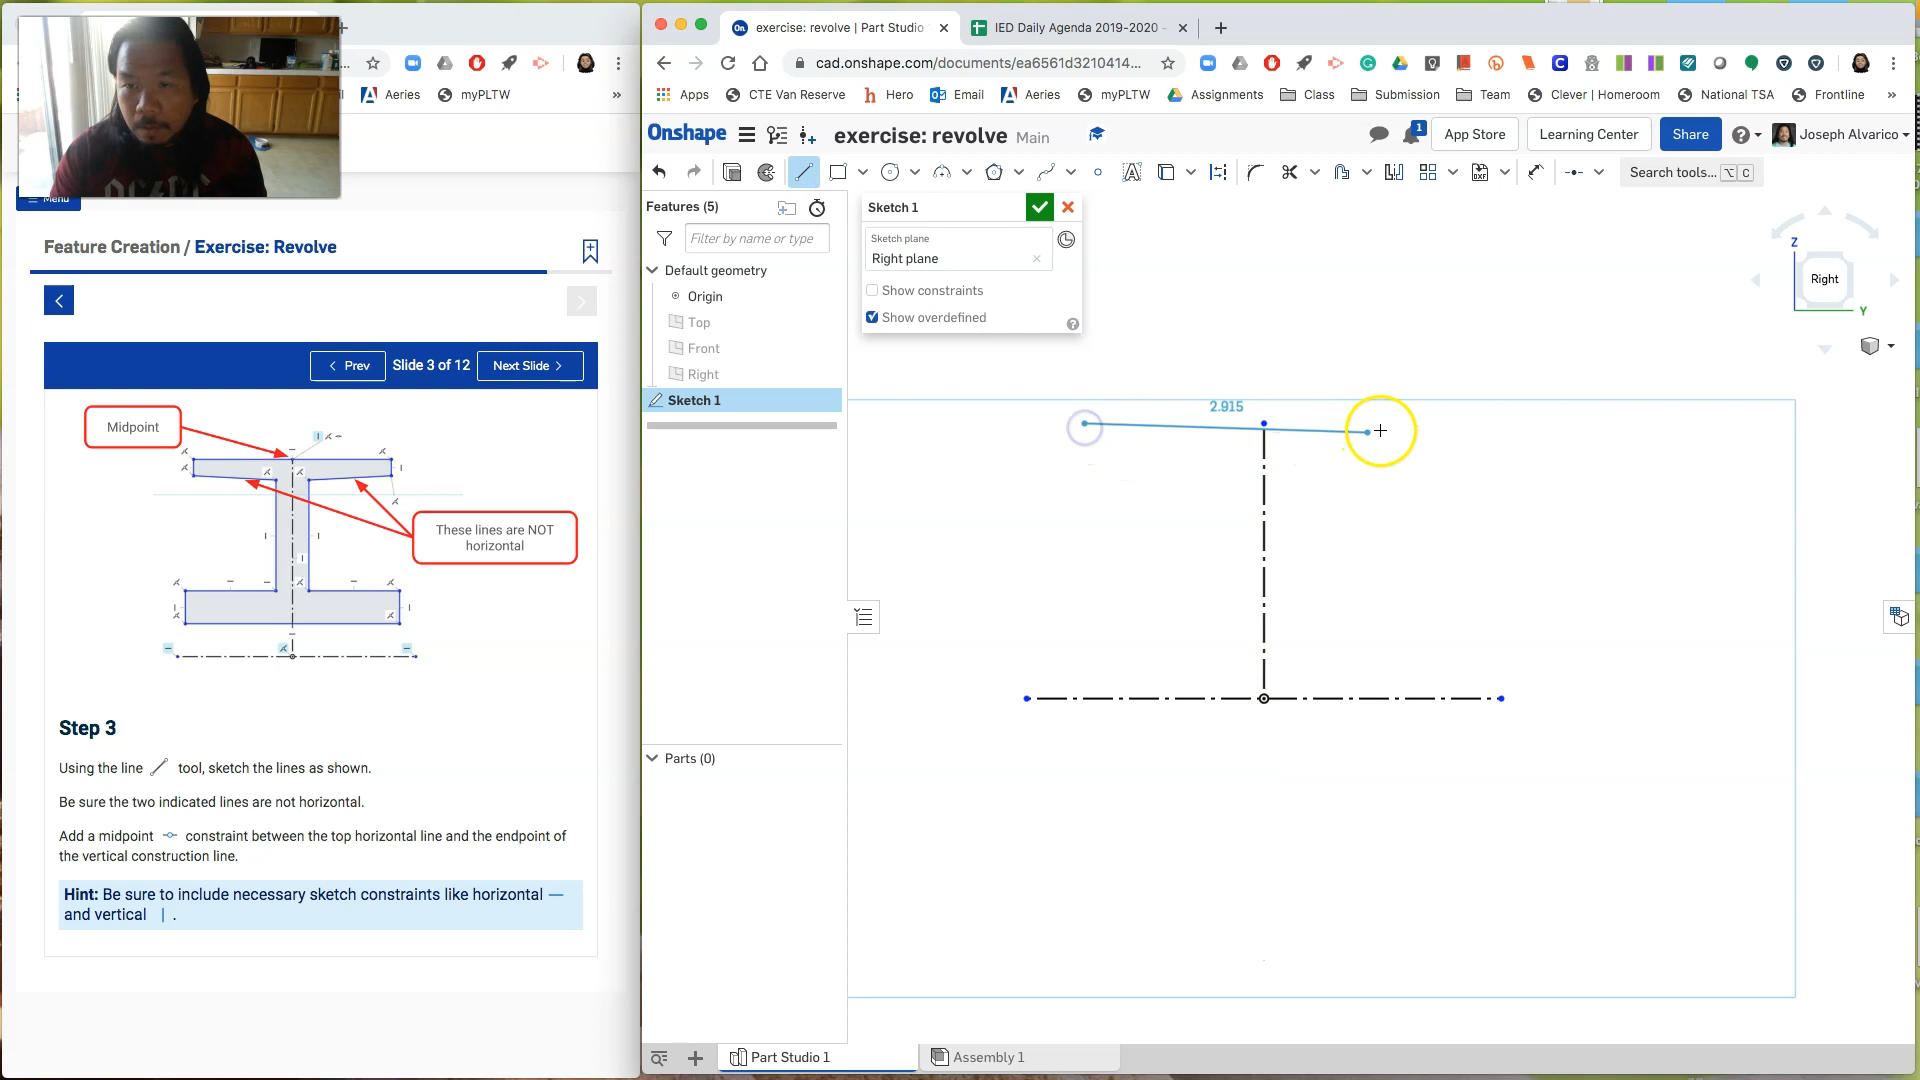 exercise: revolve | Part Studio
IED Daily Agenda 2019-2020 -
cad.onshape.com/documents/ea6561d3210414...
Aeries
myPLTW
»
Apps
CTE Van Reserve
Hero
Email
Aeries
myPLTW
Assignments
Class
Submission
Team
Clever | Homeroom
National TSA
Frontline
»
Onshape
exercise: revolve Main
1
App Store
Learning Center
Share
Joseph Alvarico
Search tools... ⌥ C
Menu
Feature Creation / Exercise: Revolve
< Prev
Slide 3 of 12
Next Slide >
Midpoint
These lines are NOT
horizontal
Step 3
Using the line tool, sketch the lines as shown.
Be sure the two indicated lines are not horizontal.
Add a midpoint constraint between the top horizontal line and the endpoint of
the vertical construction line.
Hint: Be sure to include necessary sketch constraints like horizontal —
and vertical | .
Features (5)
Filter by name or type
Default geometry
Origin
Top
Front
Right
Sketch 1
Parts (0)
Sketch 1
Sketch plane
Right plane
Show constraints
Show overdefined
2.915
Z
Right
Y
Part Studio 1
Assembly 1